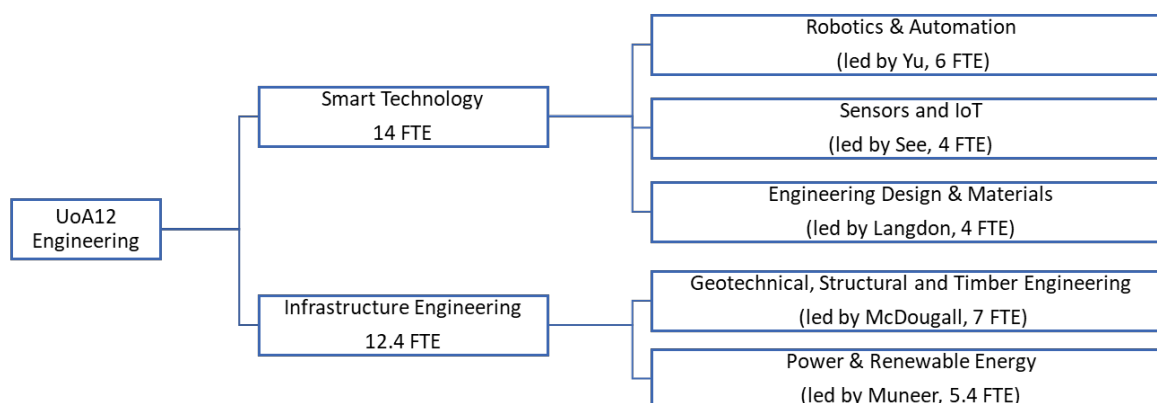 UoA12
Engineering
Smart Technology
14 FTE
Robotics & Automation
(led by Yu, 6 FTE)
Sensors and IoT
(led by See, 4 FTE)
Engineering Design & Materials
(led by Langdon, 4 FTE)
Infrastructure Engineering
12.4 FTE
Geotechnical, Structural and Timber Engineering
(led by McDougall, 7 FTE)
Power & Renewable Energy
(led by Muneer, 5.4 FTE)